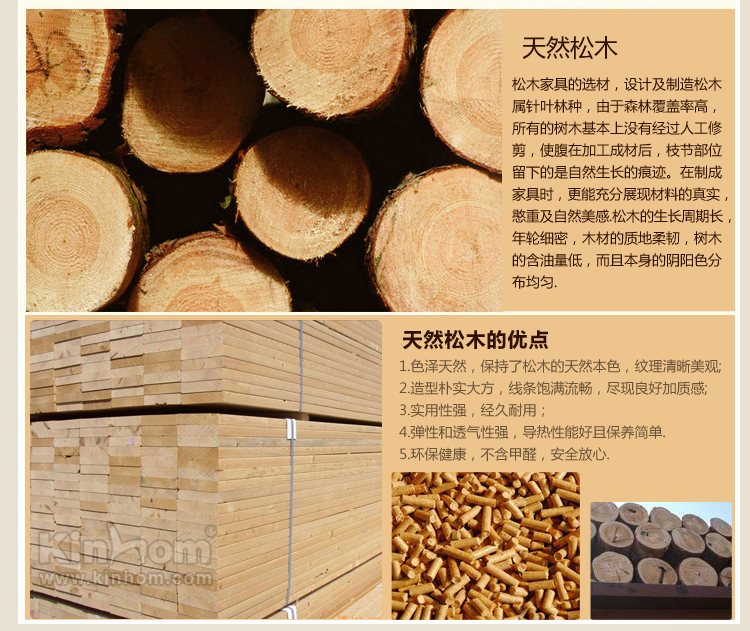 天然松木
松木家具的选材，设计及制造松木
属针叶林种，由于森林覆盖率高，
所有的树木基本上没有经过人工修
剪，使腹在加工成材后，枝节部位
留下的是自然生长的痕迹。在制成
家具时，更能充分展现材料的真实，
憨重及自然美感.松木的生长周期长，
年轮细密，木材的质地柔韧，树木
的含油量低，而且本身的阴阳色分
布均匀.
天然松木的优点
1.色泽天然，保持了松木的天然本色，纹理清晰美观;
2.造型朴实大方，线条饱满流畅，尽现良好加质感;
3.实用性强，经久耐用；
4.弹性和透气性强，导热性能好且保养简单.
5.环保健康，不含甲醛，安全放心.
Kinhom
www.kinhom.com